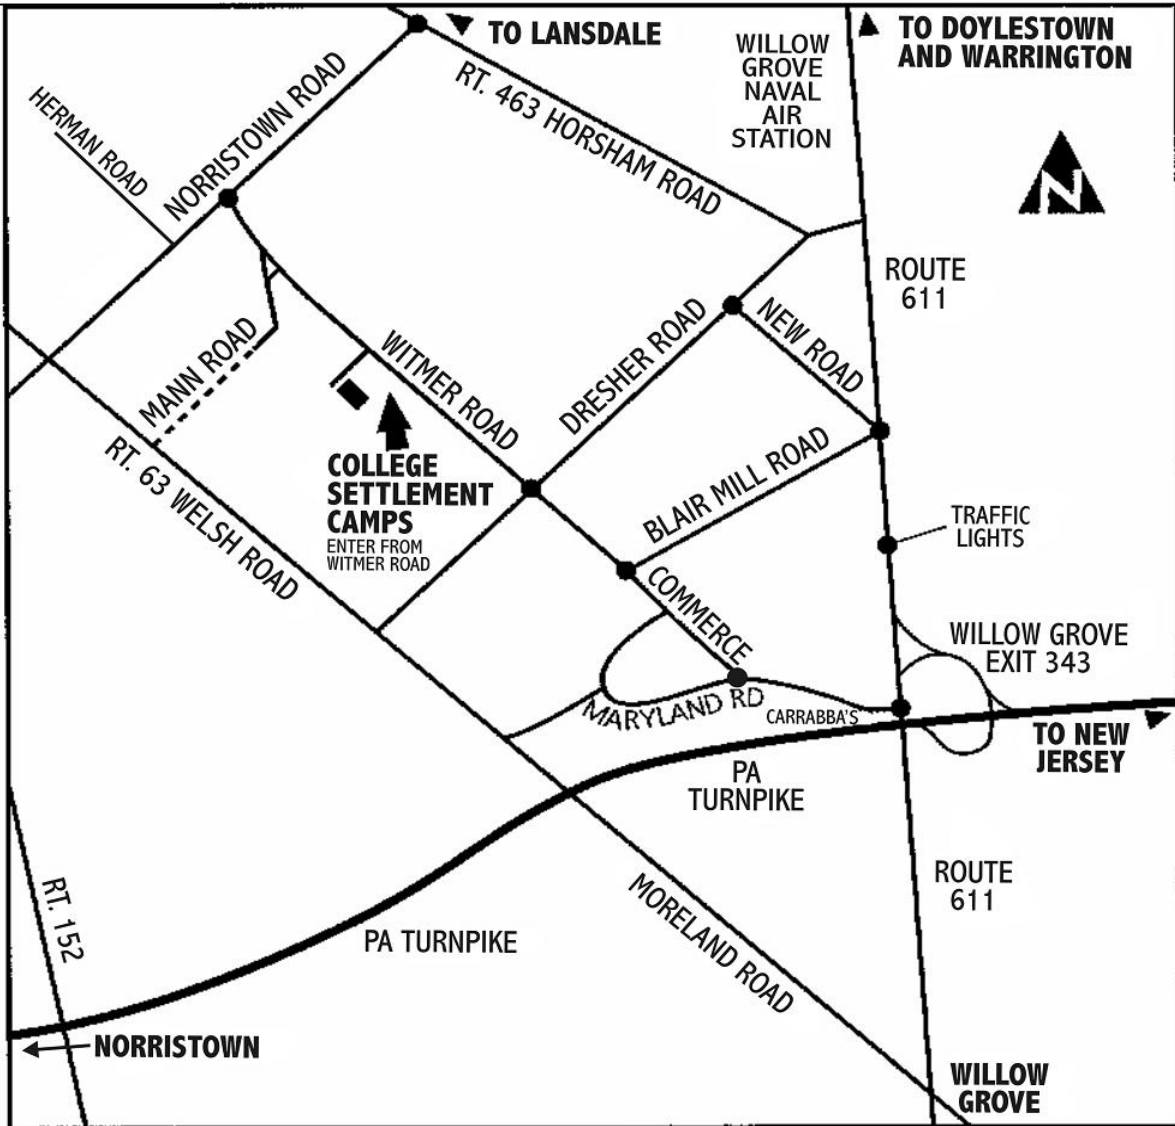 TO LANSDALE
WILLOW
GROVE
NAVAL
AIR
STATION
TO DOYLESTOWN
AND WARRINGTON
HERMAN ROAD
NORRISTOWN ROAD
RT. 463 HORSHAM ROAD
N
ROUTE
611
MANN ROAD
WITMER ROAD
DRESHER ROAD
NEW ROAD
RT. 63 WELSH ROAD
COLLEGE
SETTLEMENT
CAMPS
ENTER FROM
WITMER ROAD
BLAIR MILL ROAD
TRAFFIC
LIGHTS
COMMERCE
WILLOW GROVE
EXIT 343
MARYLAND RD
CARRABBA'S
TO NEW
JERSEY
PA
TURNPIKE
RT. 152
PA TURNPIKE
MORELAND ROAD
ROUTE
611
NORRISTOWN
WILLOW
GROVE